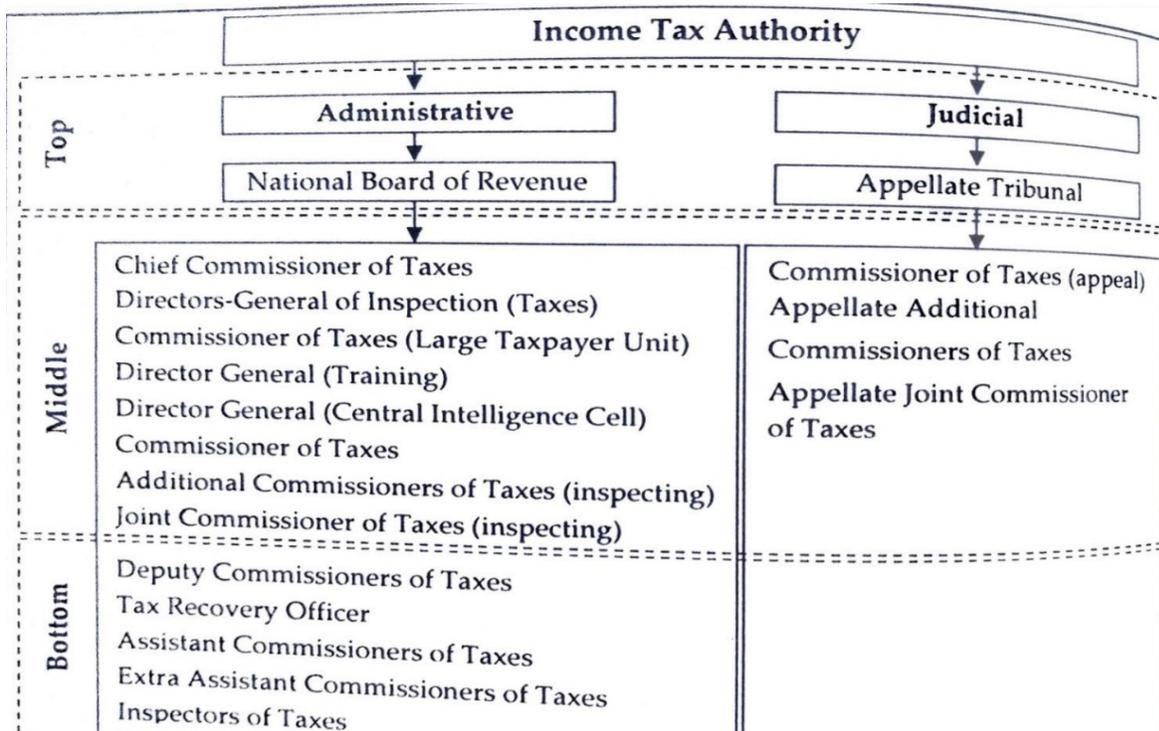 Income Tax Authority
Top
Administrative
Judicial
National Board of Revenue
Appellate Tribunal
Middle
Chief Commissioner of Taxes
Directors-General of Inspection (Taxes)
Commissioner of Taxes (Large Taxpayer Unit)
Director General (Training)
Director General (Central Intelligence Cell)
Commissioner of Taxes
Additional Commissioners of Taxes (inspecting)
Joint Commissioner of Taxes (inspecting)
Commissioner of Taxes (appeal)
Appellate Additional
Commissioners of Taxes
Appellate Joint Commissioner
of Taxes
Bottom
Deputy Commissioners of Taxes
Tax Recovery Officer
Assistant Commissioners of Taxes
Extra Assistant Commissioners of Taxes
Inspectors of Taxes